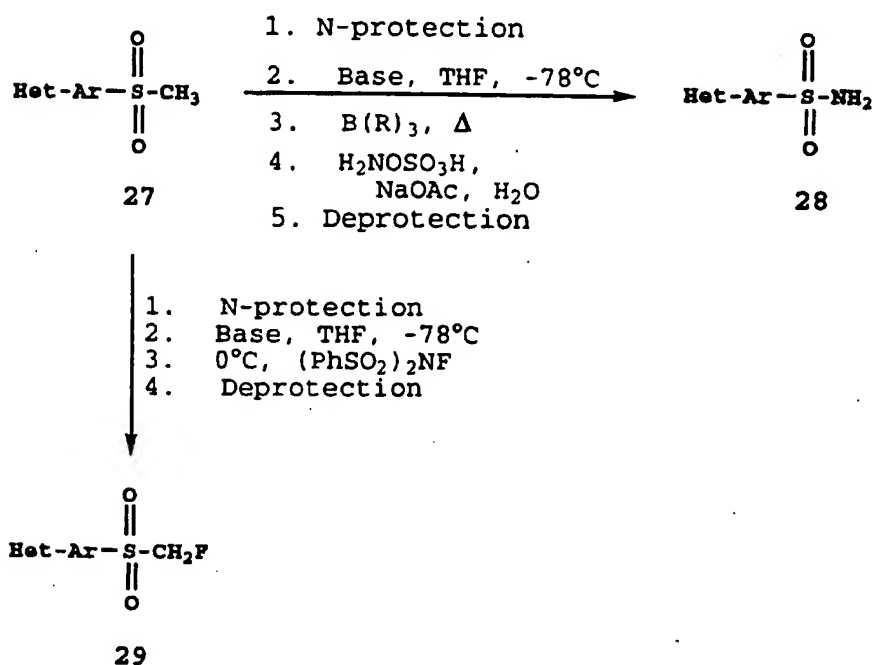 1. N-protection
2. Base, THF, -78°C
3. B(R)₃, Δ
4. H₂NOSO₃H,
NaOAc, H₂O
5. Deprotection
O
Het-Ar-S-CH₃
O
27
O
Het-Ar-S-NH₂
O
28
1. N-protection
2. Base, THF, -78°C
3. 0°C, (PhSO₂)₂NF
4. Deprotection
O
Het-Ar-S-CH₂F
O
29